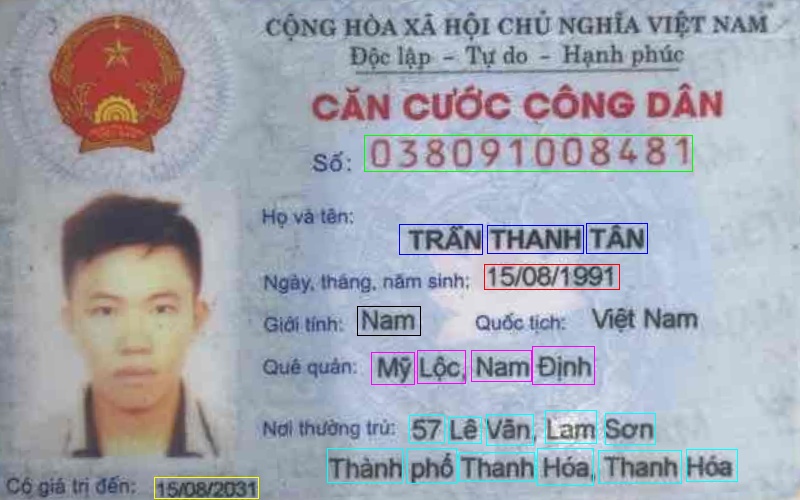 CỘNG HÒA XÃ HỘI CHỦ NGHĨA VIỆT NAM
Độc lập - Tự do - Hạnh phúc
CĂN CƯỚC CÔNG DÂN
Số: 038091008481
Họ và tên:
TRẦN THANH TÂN
Ngày, tháng, năm sinh: 15/08/1991
Giới tính: Nam Quốc tịch: Việt Nam
Quê quán: Mỹ Lộc, Nam Định
Nơi thường trú: 57 Lê Văn, Lam Sơn
Thành phố Thanh Hóa, Thanh Hóa
Có giá trị đến: 15/08/2031